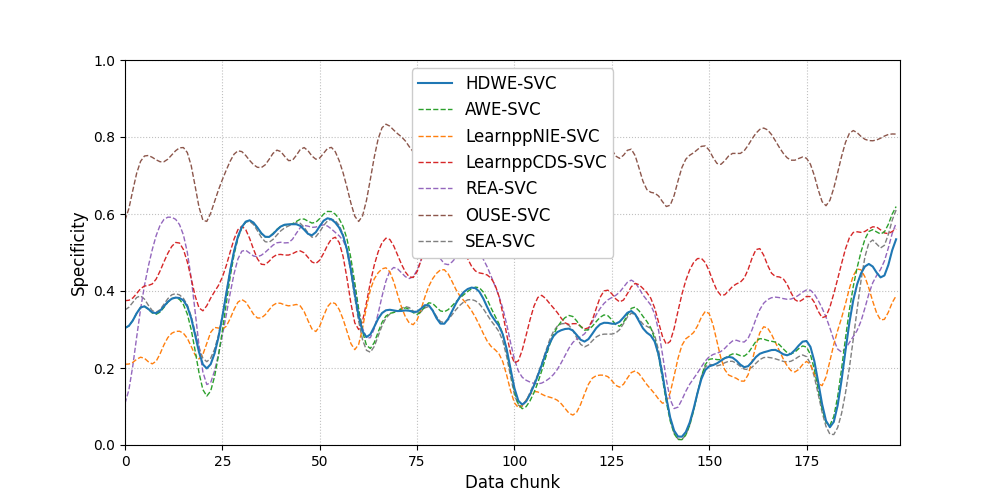 1.0
0.8
0.6
0.4
0.2
0.0
Specificity
HDWE-SVC
AWE-SVC
LearnppNIE-SVC
LearnppCDS-SVC
REA-SVC
OUSE-SVC
SEA-SVC
0 25 50 75 100 125 150 175
Data chunk